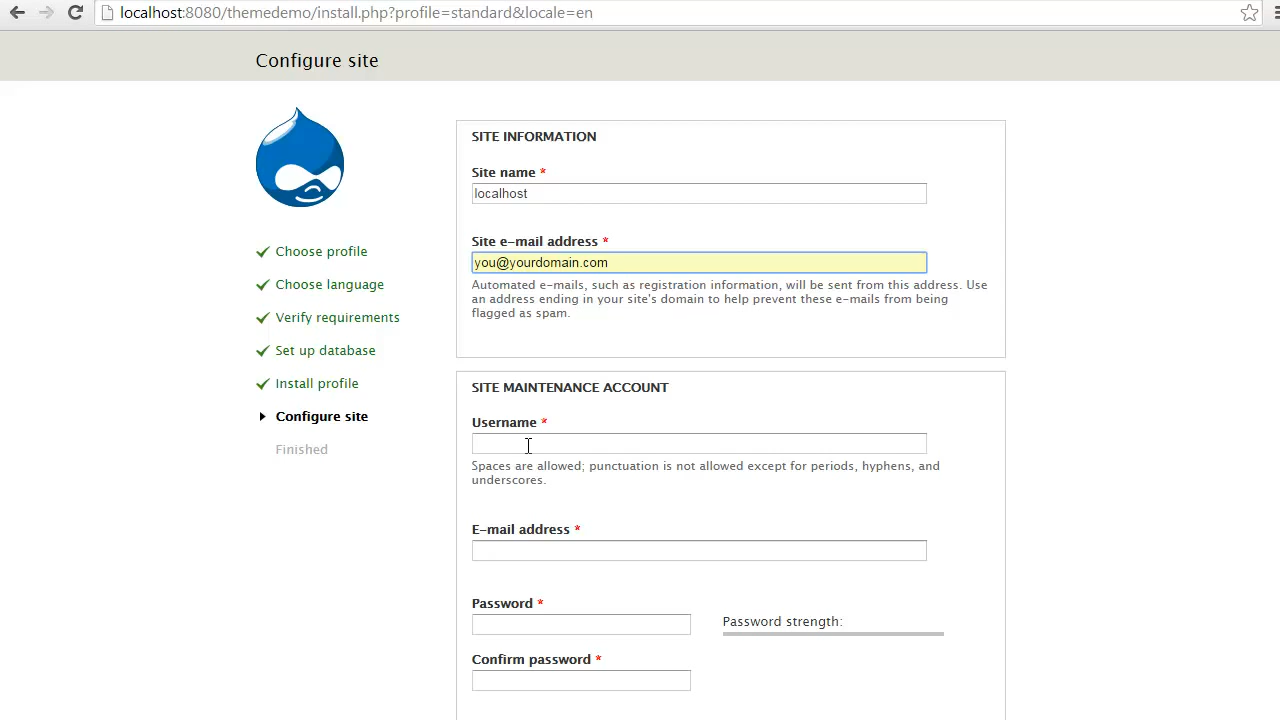 localhost:8080/themedemo/install.php?profile=standard&locale=en
Configure site
Choose profile
Choose language
Verify requirements
Set up database
Install profile
Configure site
Finished
SITE INFORMATION
Site name *
localhost
Site e-mail address *
you@yourdomain.com
Automated e-mails, such as registration information, will be sent from this address. Use
an address ending in your site's domain to help prevent these e-mails from being
flagged as spam.
SITE MAINTENANCE ACCOUNT
Username *
Spaces are allowed; punctuation is not allowed except for periods, hyphens, and
underscores.
E-mail address *
Password *
Password strength:
Confirm password *